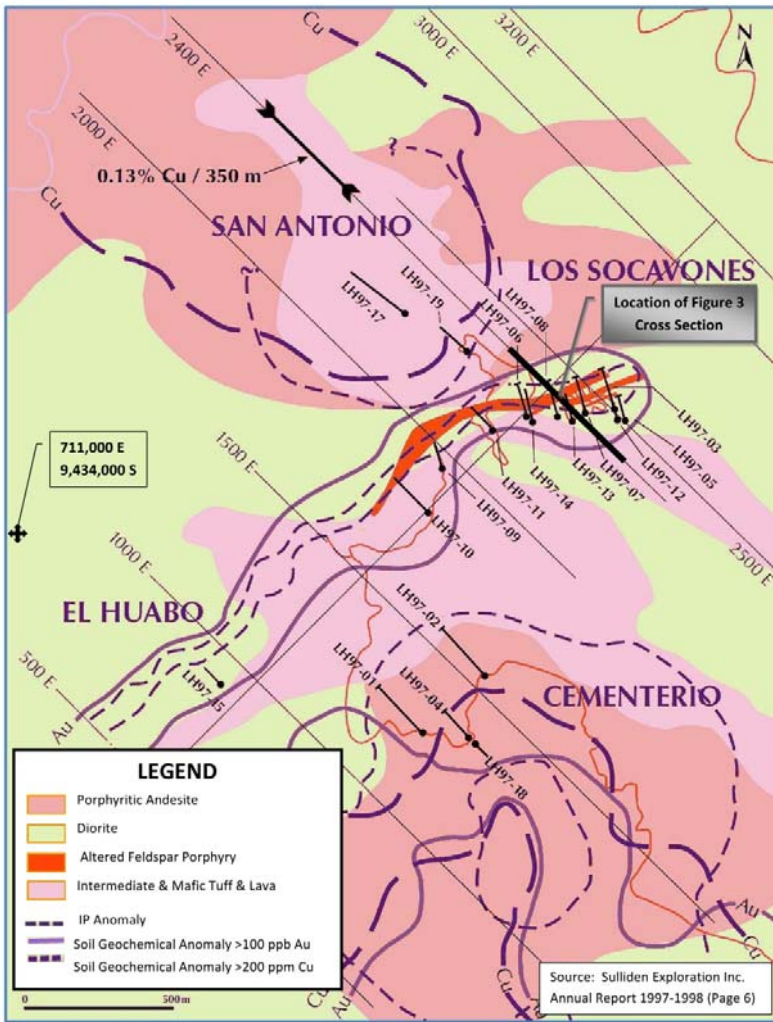 Cu
2400 E
2000 E
3000 E
3200 E
N
0.13% Cu / 350 m
?
Cu
SAN ANTONIO
LOS SOCAVONES
?
LH97-17
LH97-19
LH97-06
LH97-08
Location of Figure 3
Cross Section
711,000 E
9,434,000 S
LH97-03
LH97-05
LH97-12
LH97-07
LH97-13
LH97-14
LH97-11
LH97-09
LH97-10
1500 E
1000 E
500 E
2500 E
EL HUABO
LH97-02
LH97-01
LH97-04
LH97-15
CEMENTERIO
Au
LH97-18
LEGEND
Porphyritic Andesite
Diorite
Altered Feldspar Porphyry
Intermediate & Mafic Tuff & Lava
IP Anomaly
Soil Geochemical Anomaly >100 ppb Au
Soil Geochemical Anomaly >200 ppm Cu
0 500m
Au
Cu
Cu
Cu
Au
Au
Source: Sulliden Exploration Inc.
Annual Report 1997-1998 (Page 6)